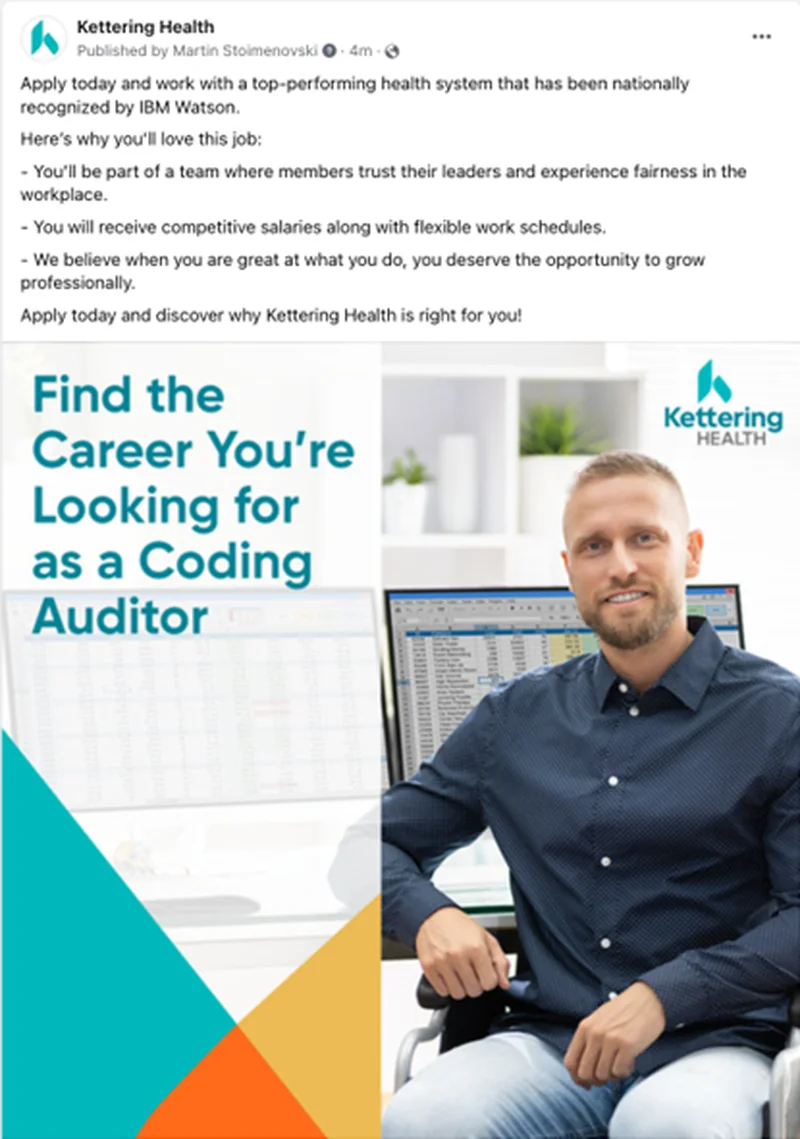 Kettering Health
Published by Martin Stoimenovski · 4m ·
Apply today and work with a top-performing health system that has been nationally
recognized by IBM Watson.
Here's why you'll love this job:
- You'll be part of a team where members trust their leaders and experience fairness in the
workplace.
- You will receive competitive salaries along with flexible work schedules.
- We believe when you are great at what you do, you deserve the opportunity to grow
professionally.
Apply today and discover why Kettering Health is right for you!
Find the
Career You're
Looking for
as a Coding
Auditor
Kettering
HEALTH